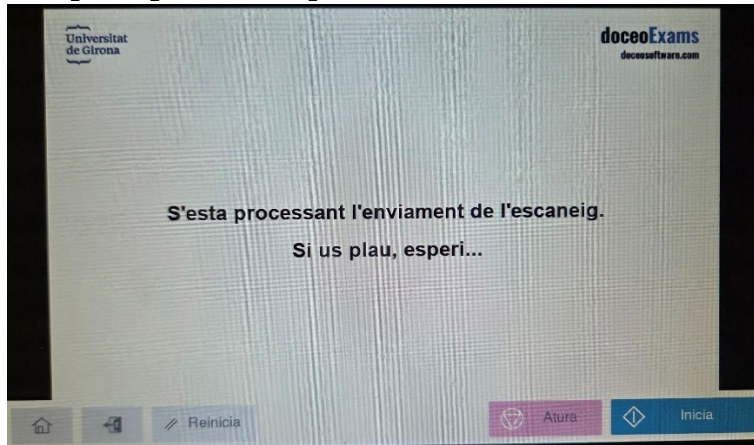 Universitat
de Girona
doceoExams
doceosoftware.com
S'esta processant l'enviament de l'escaneig.
Si us plau, esperi...
Reinicia
Atura
Inicia